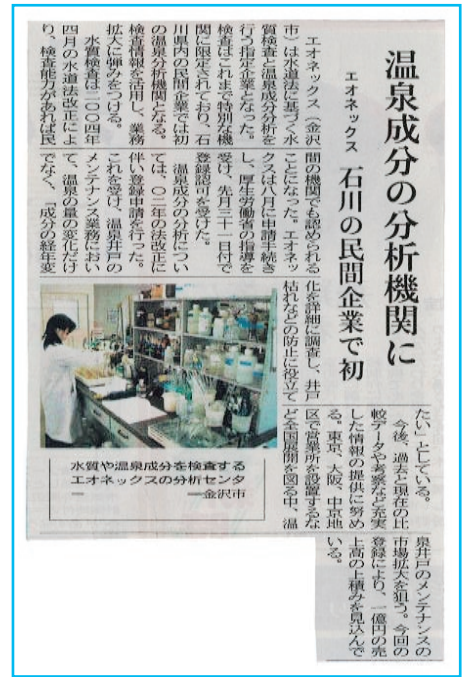 温泉成分の分析機関に
エオネックス 石川の民間企業で初
エオネックス（金沢
市）は水道法に基づく水
質検査と温泉成分分析を
行う指定企業となった。
検査はこれまで特別な機
関に限定されており、石
川県内の民間企業では初
の温泉分析機関となる。
検査情報を活用し、業務
拡大に弾みをつける。
水質検査は二〇〇四年
四月の水道法改正によ
り、検査能力があれば民
間の機関でも認められる
ことになった。エオネッ
クスは八月に申請手続き
し、厚生労働省の指導を
受け、先月三十一日付で
登録認可を受けた。
温泉成分の分析につい
ては、〇二年の法改正に
伴い登録申請を行った。
これを受け、温泉井戸の
メンテナンス業務におい
て、温泉の量の変化だけ
でなく、「成分の経年変
化を詳細に調査し、井戸
枯れなどの防止に役立て
たい」としている。
今後、過去と現在の比
較データや考察など充実
した情報の提供に努め
る。東京、大阪、中京地
区で営業所を設置するな
ど全国展開を図る中、温
泉井戸のメンテナンスの
市場拡大を狙う。今回の
登録により、一億円の売
上高の上積みを見込んで
いる。
水質や温泉成分を検査する
エオネックスの分析センタ
ー ―金沢市